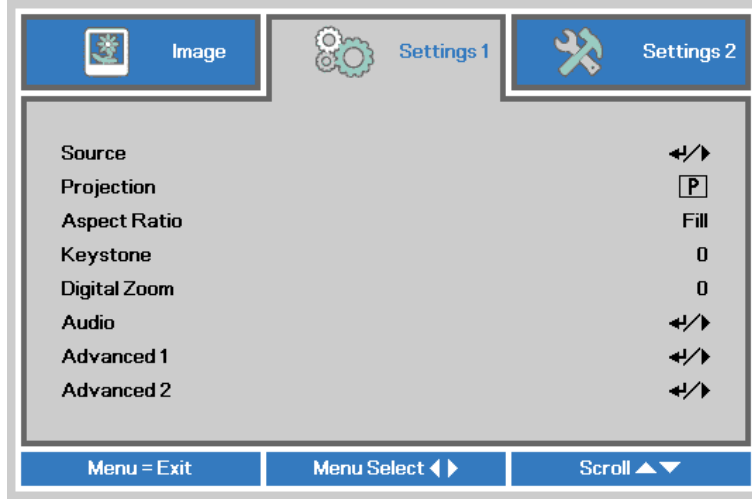 Image Settings 1 Settings 2
Source ↵/▶
Projection P
Aspect Ratio Fill
Keystone 0
Digital Zoom 0
Audio ↵/▶
Advanced 1 ↵/▶
Advanced 2 ↵/▶
Menu = Exit Menu Select ◀▶ Scroll ▲▼